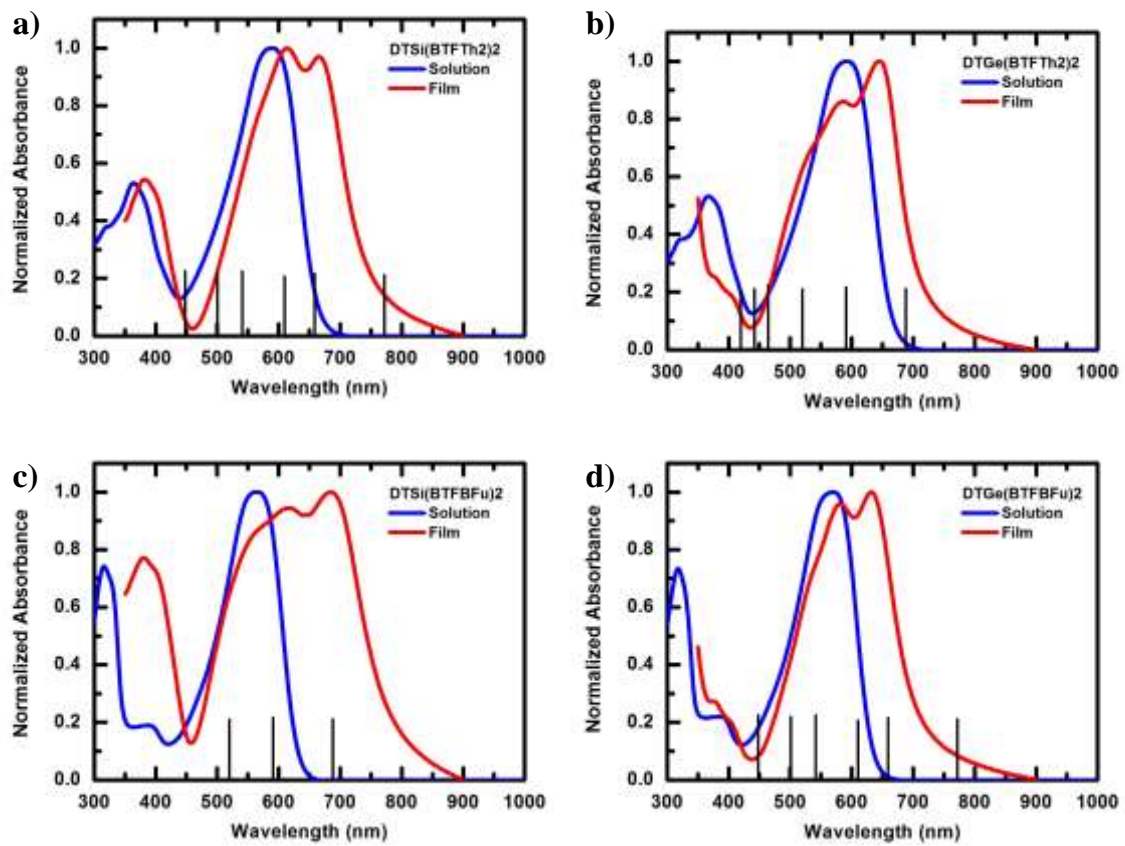 a)
DTSi(BTFTh2)2
Solution
Film
Normalized Absorbance
1.0
0.8
0.6
0.4
0.2
0.0
300 400 500 600 700 800 900 1000
Wavelength (nm)
b)
DTGe(BTFTh2)2
Solution
Film
Normalized Absorbance
1.0
0.8
0.6
0.4
0.2
0.0
300 400 500 600 700 800 900 1000
Wavelength (nm)
c)
DTSi(BTFBFu)2
Solution
Film
Normalized Absorbance
1.0
0.8
0.6
0.4
0.2
0.0
300 400 500 600 700 800 900 1000
Wavelength (nm)
d)
DTGe(BTFBFu)2
Solution
Film
Normalized Absorbance
1.0
0.8
0.6
0.4
0.2
0.0
300 400 500 600 700 800 900 1000
Wavelength (nm)